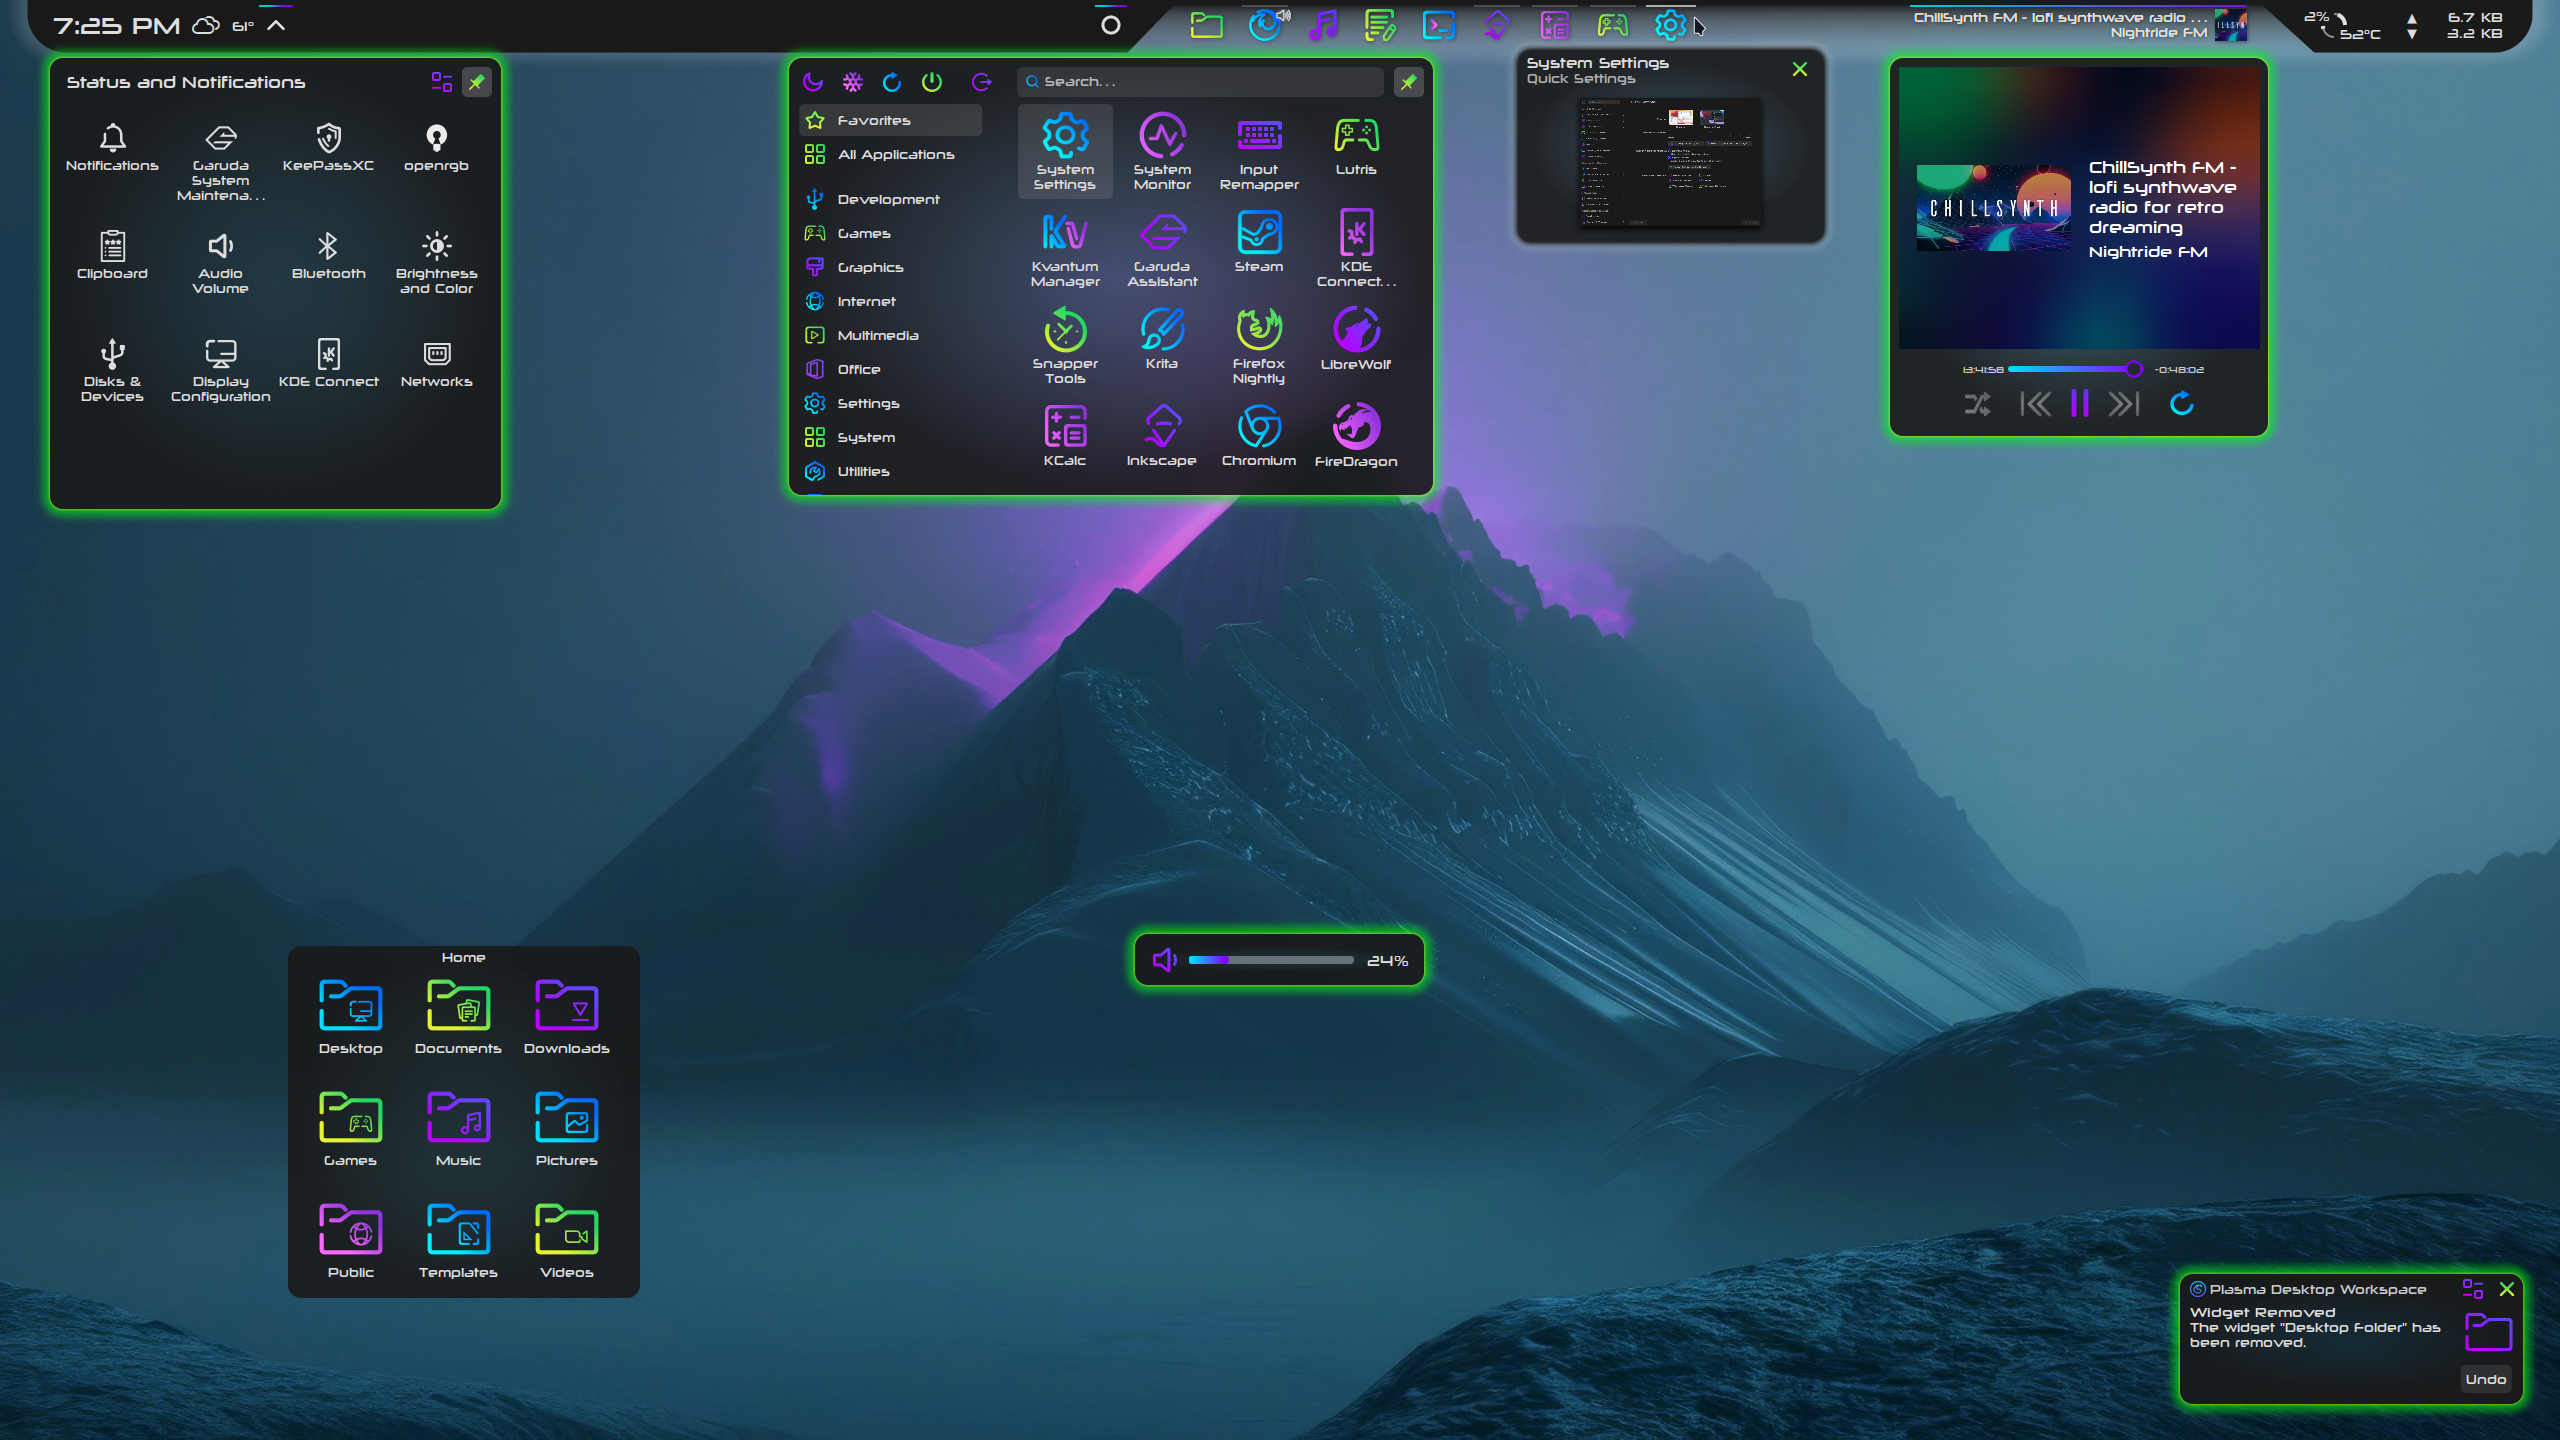 7:25 PM
61°
ChillSynth FM - lofi synthwave radio ...
Nightride FM
2%
52°C
6.7 KB
3.2 KB
Status and Notifications
Notifications
Garuda System Maintena...
KeePassXC
openrgb
Clipboard
Audio Volume
Bluetooth
Brightness and Color
Disks & Devices
Display Configuration
KDE Connect
Networks
Search...
Favorites
All Applications
Development
Games
Graphics
Internet
Multimedia
Office
Settings
System
Utilities
System Settings
System Monitor
Input Remapper
Lutris
Kvantum Manager
Garuda Assistant
Steam
KDE Connect...
Snapper Tools
Krita
Firefox Nightly
LibreWolf
KCalc
Inkscape
Chromium
FireDragon
System Settings
Quick Settings
CHILLSYNTH
ChillSynth FM -
lofi synthwave
radio for retro
dreaming
Nightride FM
13:41:58
-0:48:02
24%
Home
Desktop
Documents
Downloads
Games
Music
Pictures
Public
Templates
Videos
Plasma Desktop Workspace
Widget Removed
The widget "Desktop Folder" has
been removed.
Undo